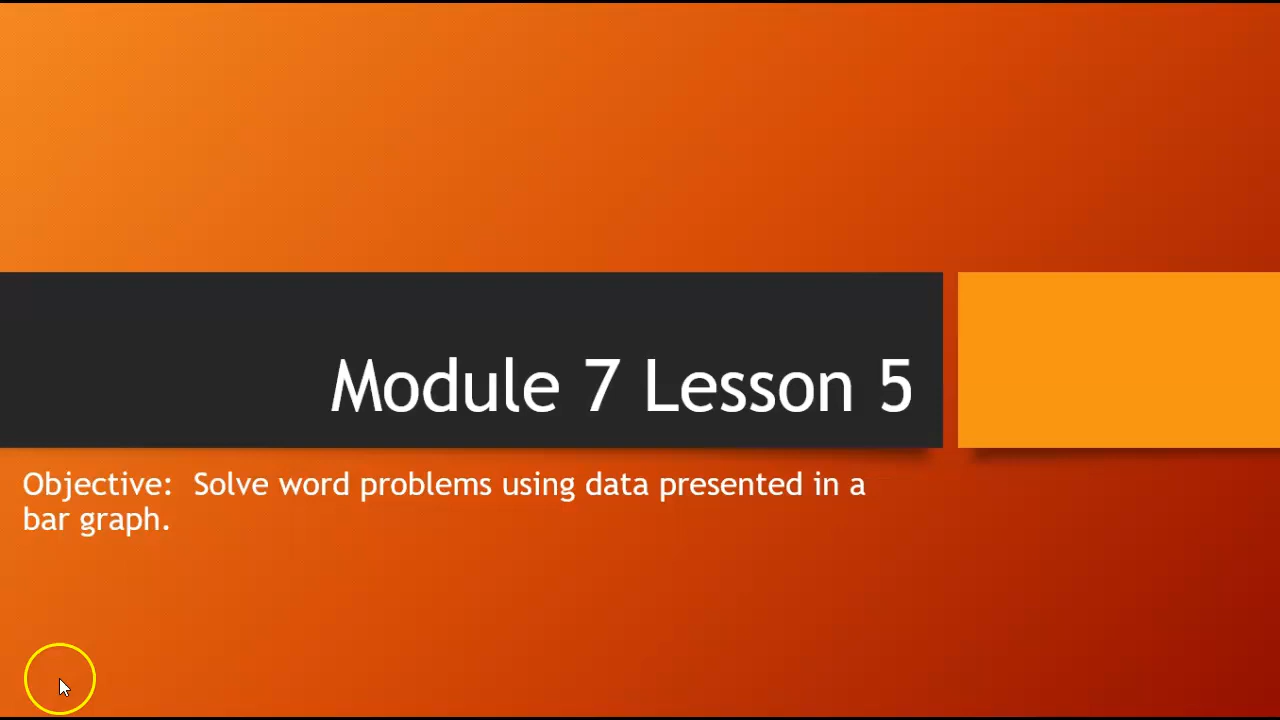 Module 7 Lesson 5
Objective:  Solve word problems using data presented in a
bar graph.